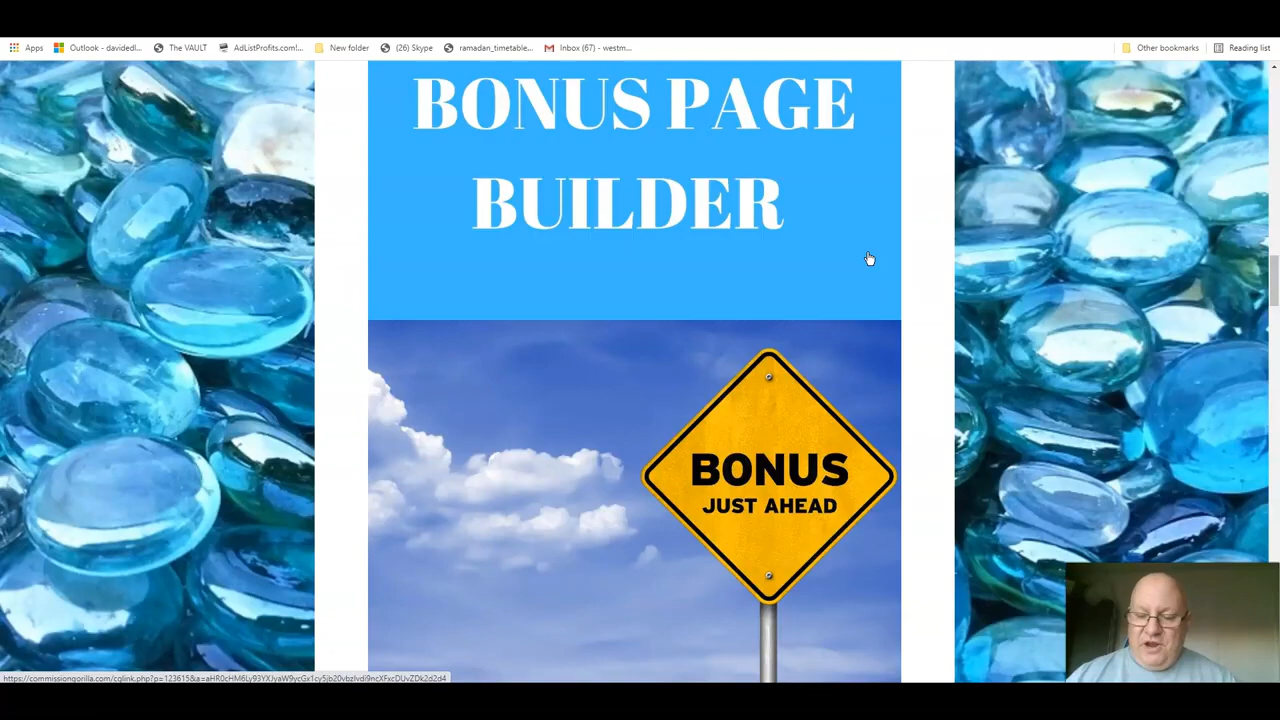 Apps
Outlook - davidedl...
The VAULT
AdListProfits.com!...
New folder
(26) Skype
ramadan_timetable...
Inbox (67) - westm...
Other bookmarks
Reading list
BONUS PAGE
BUILDER
BONUS
JUST AHEAD